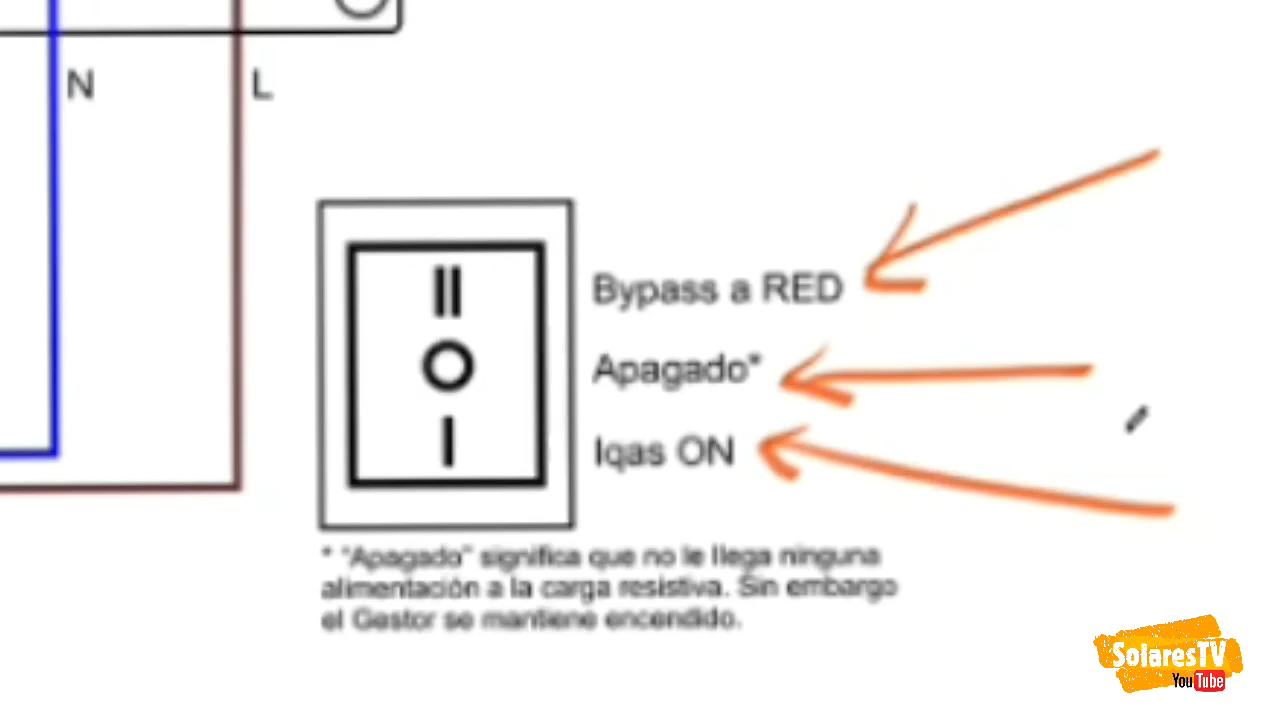 N
L
II
O
I
Bypass a RED
Apagado*
Iqas ON
* "Apagado" significa que no le llega ninguna
alimentación a la carga resistiva. Sin embargo
el Gestor se mantiene encendido.
SolaresTV
YouTube